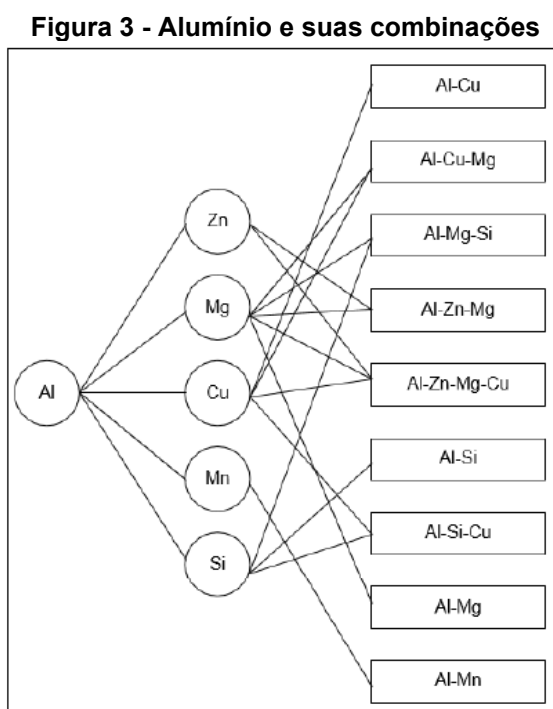 Figura 3 - Alumínio e suas combinações
Al-Cu
Al-Cu-Mg
Zn
Al-Mg-Si
Mg
Al-Zn-Mg
Al
Cu
Al-Zn-Mg-Cu
Mn
Al-Si
Si
Al-Si-Cu
Al-Mg
Al-Mn